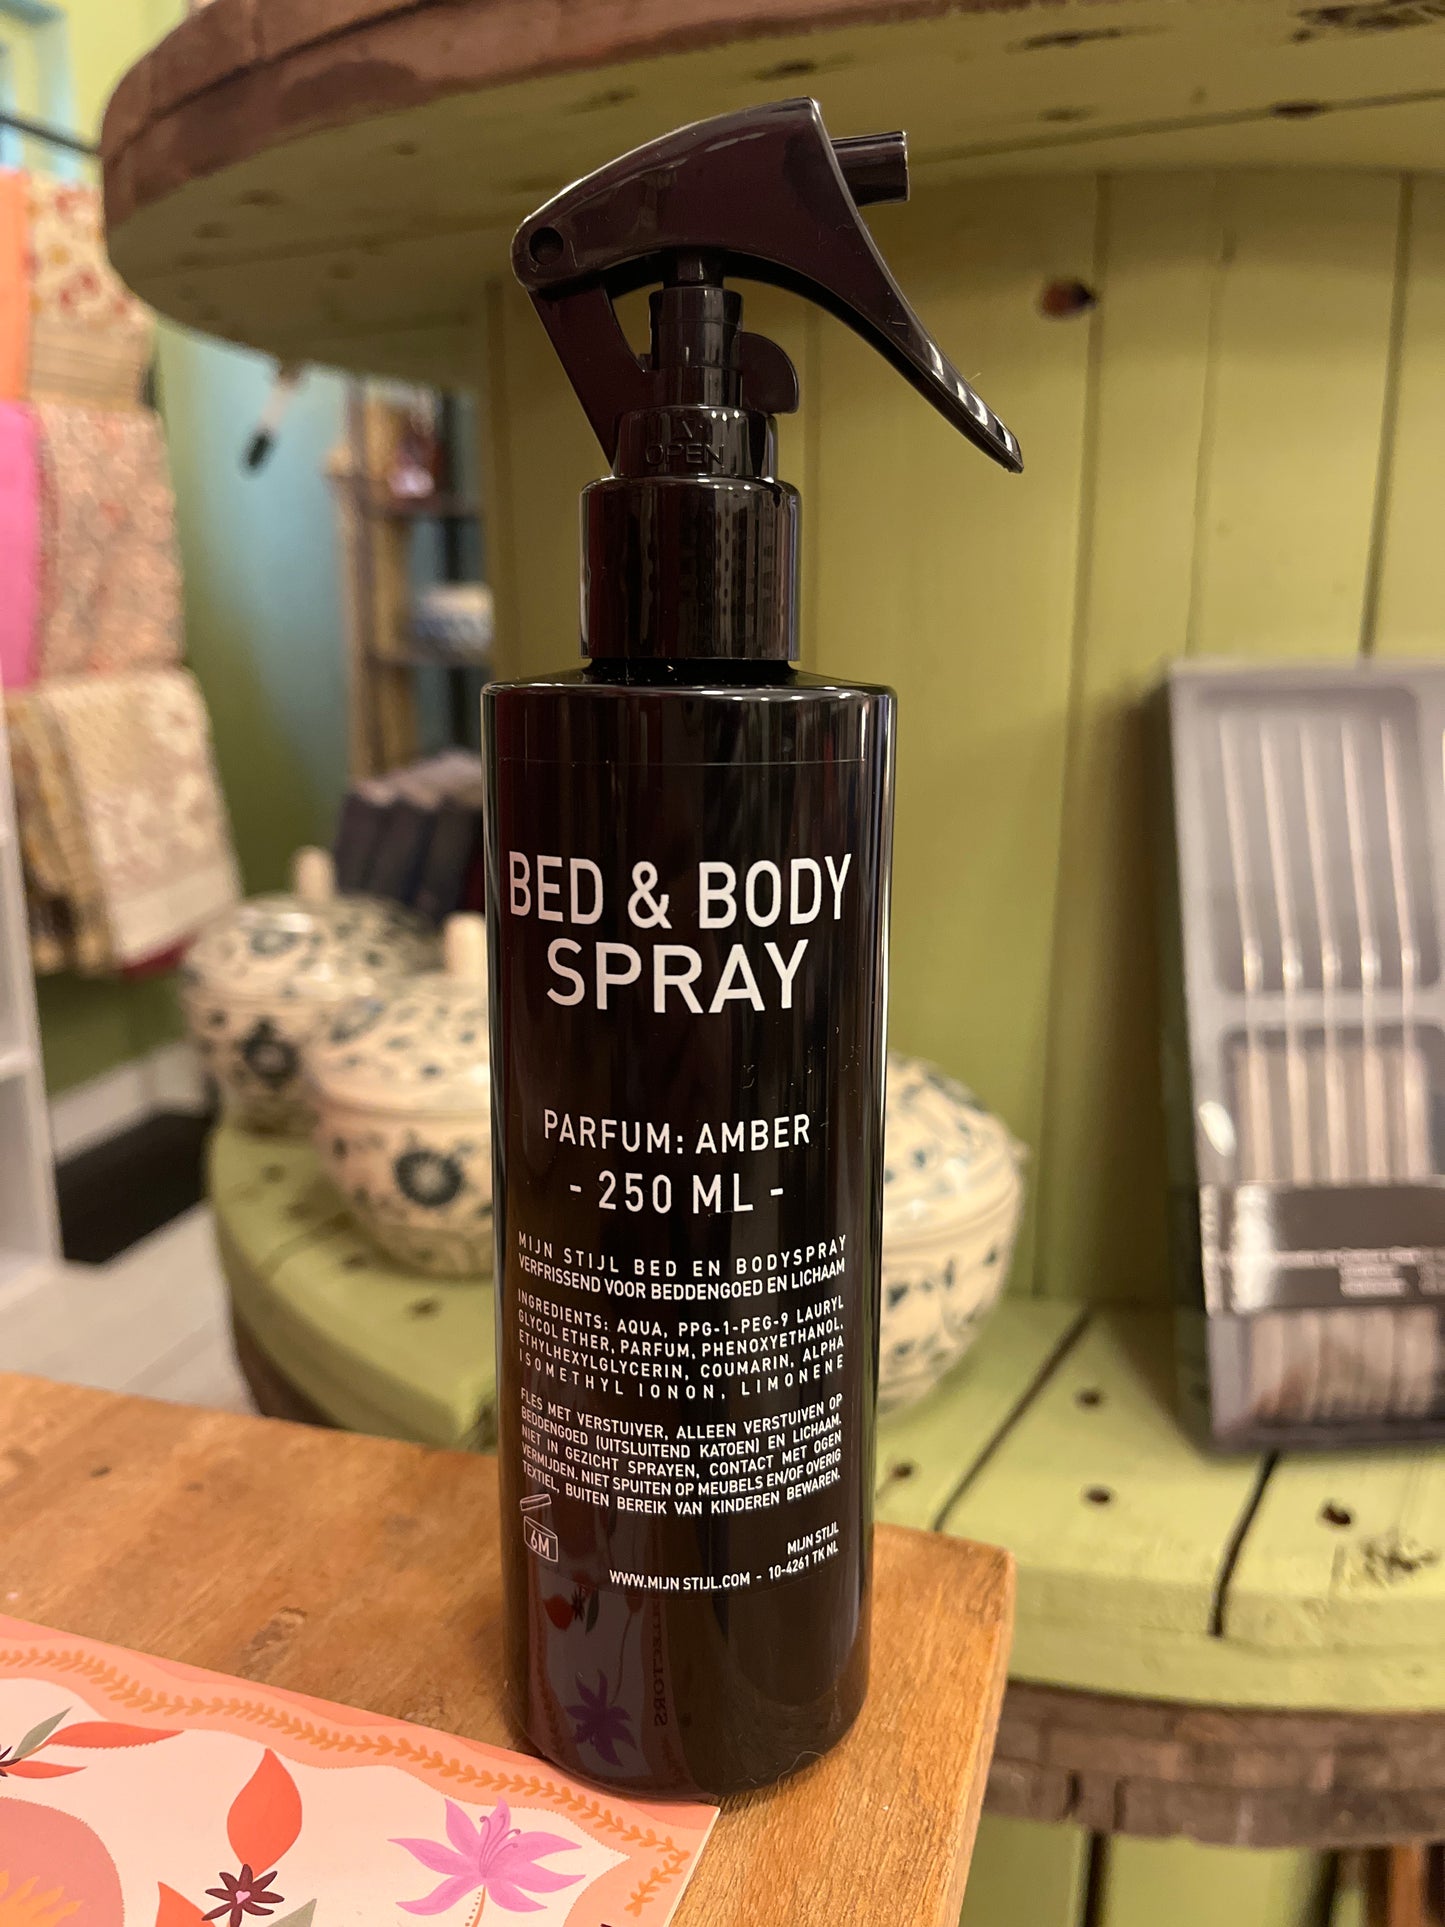 OPEN
BED & BODY
SPRAY
PARFUM: AMBER
- 250 ML -
MIJN STIJL BED EN BODYSPRAY
VERFRISSEND VOOR BEDDENGOED EN LICHAAM
INGREDIENTS: AQUA, PPG-1-PEG-9 LAURYL
GLYCOL ETHER, PARFUM, PHENOXYETHANOL,
ETHYLHEXYLGLYCERIN, COUMARIN, ALPHA
ISOMETHYL IONON, LIMONENE
FLES MET VERSTUIVER, ALLEEN VERSTUIVEN OP
BEDDENGOED (UITSLUITEND KATOEN) EN LICHAAM.
NIET IN GEZICHT SPRAYEN, CONTACT MET OGEN
VERMIJDEN. NIET SPUITEN OP MEUBELS EN/OF OVERIG
TEXTIEL, BUITEN BEREIK VAN KINDEREN BEWAREN.
6M
MIJN STIJL
WWW.MIJN STIJL.COM - 10-4261 TK NL